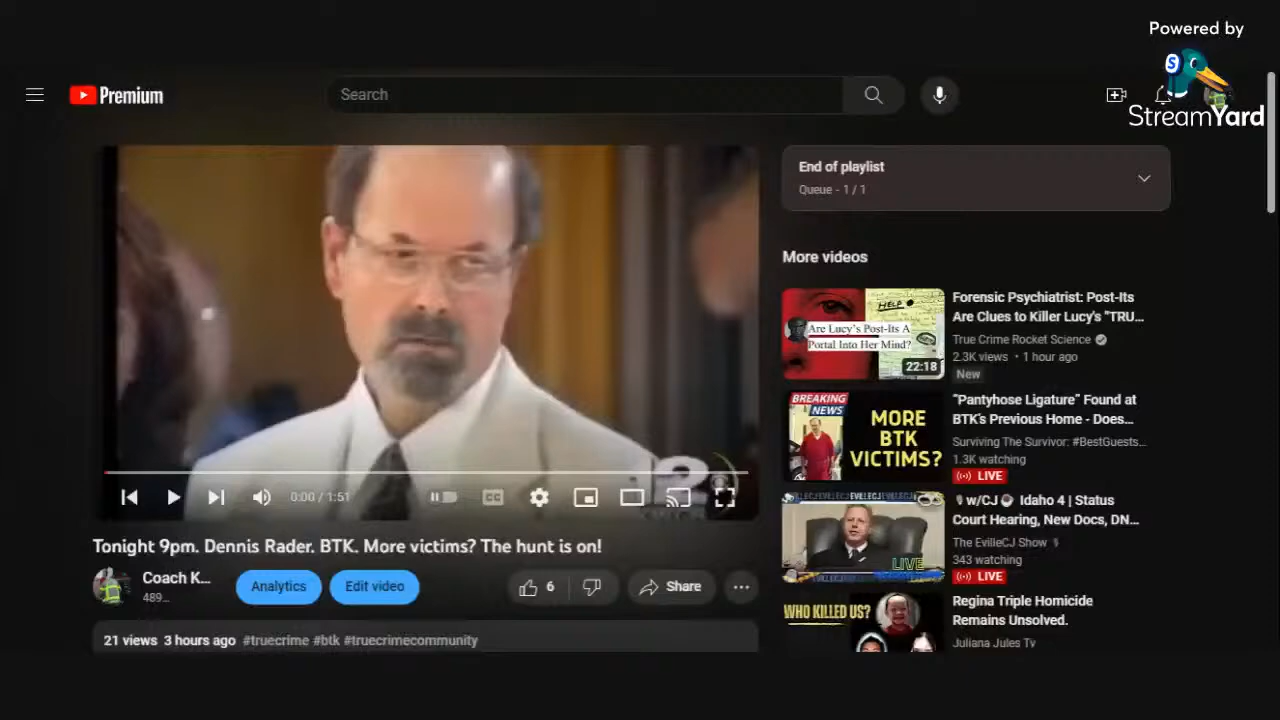 Powered by
StreamYard
Premium
Search
End of playlist
Queue - 1 / 1
More videos
HELP
Are Lucy's Post-Its A
Portal Into Her Mind?
22:18
Forensic Psychiatrist: Post-Its
Are Clues to Killer Lucy's "TRU...
True Crime Rocket Science
2.3K views • 1 hour ago
New
BREAKING
NEWS
MORE
BTK
VICTIMS?
"Pantyhose Ligature" Found at
BTK's Previous Home - Does...
Surviving The Survivor: #BestGuests...
1.3K watching
LIVE
LIVE
w/CJ Idaho 4 | Status
Court Hearing, New Docs, DN...
The EvilleCJ Show
343 watching
LIVE
WHO KILLED US?
Regina Triple Homicide
Remains Unsolved.
Juliana Jules Tv
2
0:00 / 1:51
CC
Tonight 9pm. Dennis Rader. BTK. More victims? The hunt is on!
Coach K...
489...
Analytics
Edit video
6
Share
21 views 3 hours ago #truecrime #btk #truecrimecommunity